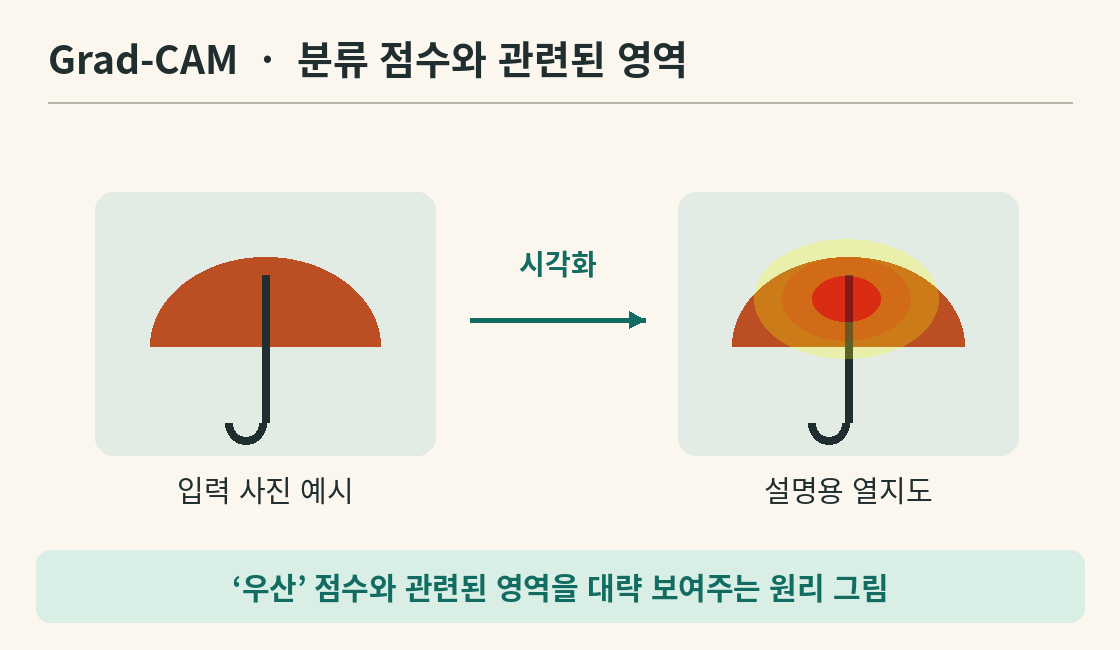 Grad-CAM · 분류 점수와 관련된 영역
시각화
입력 사진 예시
설명용 열지도
‘우산’ 점수와 관련된 영역을 대략 보여주는 원리 그림